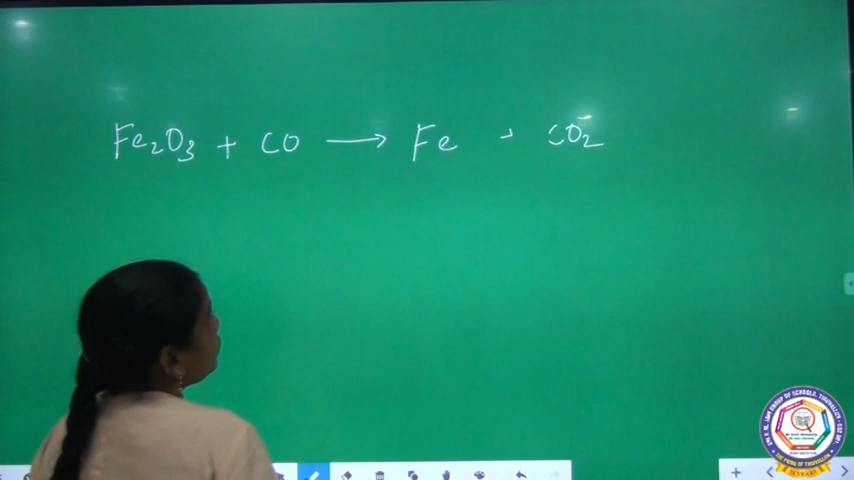 Fe₂O₃ + CO ⟶ Fe + CO₂